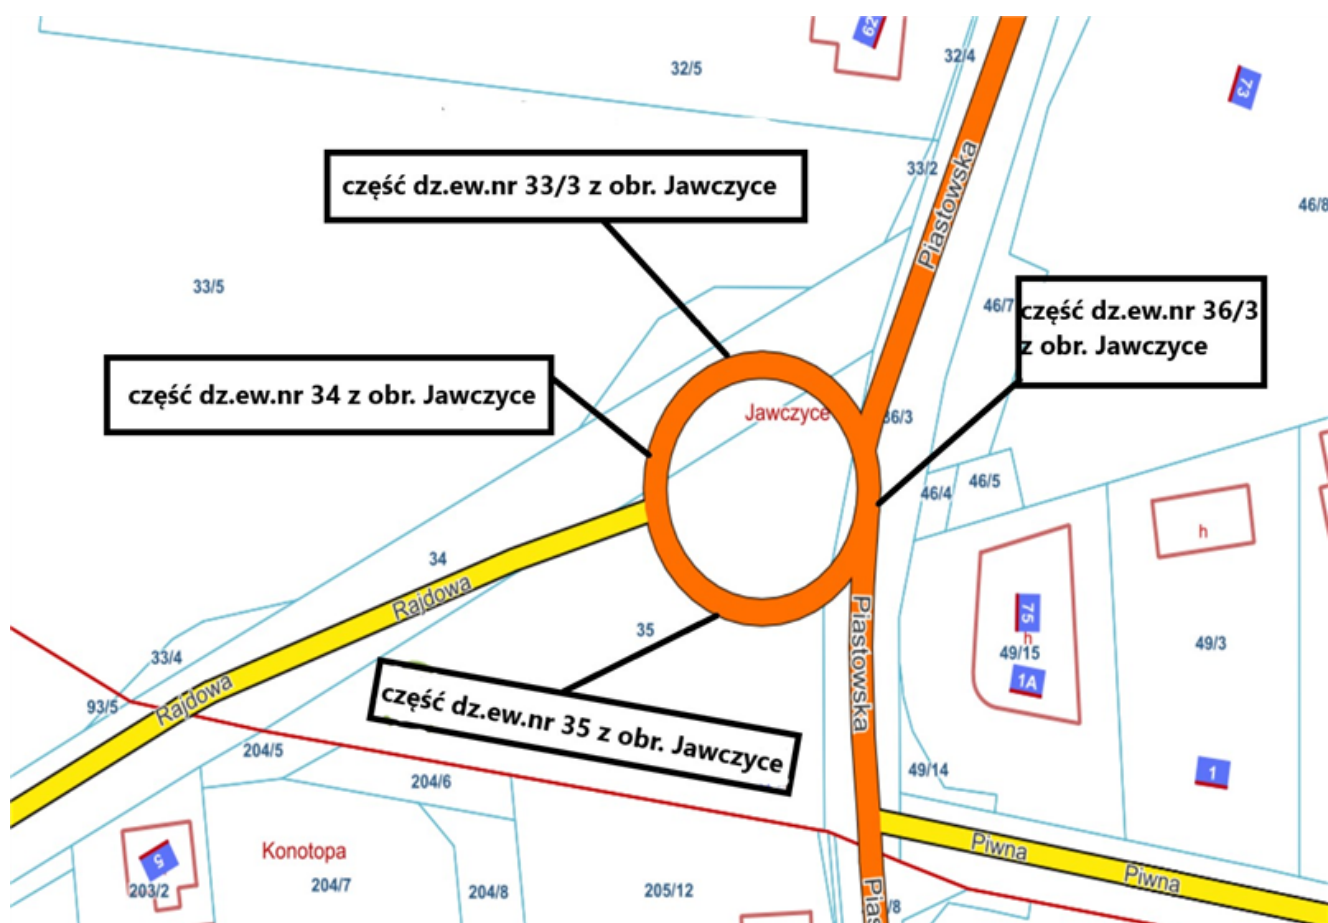 62
32/5
32/4
73
33/2
część dz.ew.nr 33/3 z obr. Jawczyce
Piastowska
46/8
33/5
46/7
część dz.ew.nr 36/3
z obr. Jawczyce
część dz.ew.nr 34 z obr. Jawczyce
Jawczyce
36/3
46/5
46/4
h
34
Rajdowa
75
35
Piastowska
h
49/3
49/15
33/4
1A
Rajdowa
93/5
część dz.ew.nr 35 z obr. Jawczyce
204/5
49/14
1
204/6
Piwna
Konotopa
5
Piwna
203/2
204/7
204/8
205/12
Pias
/8